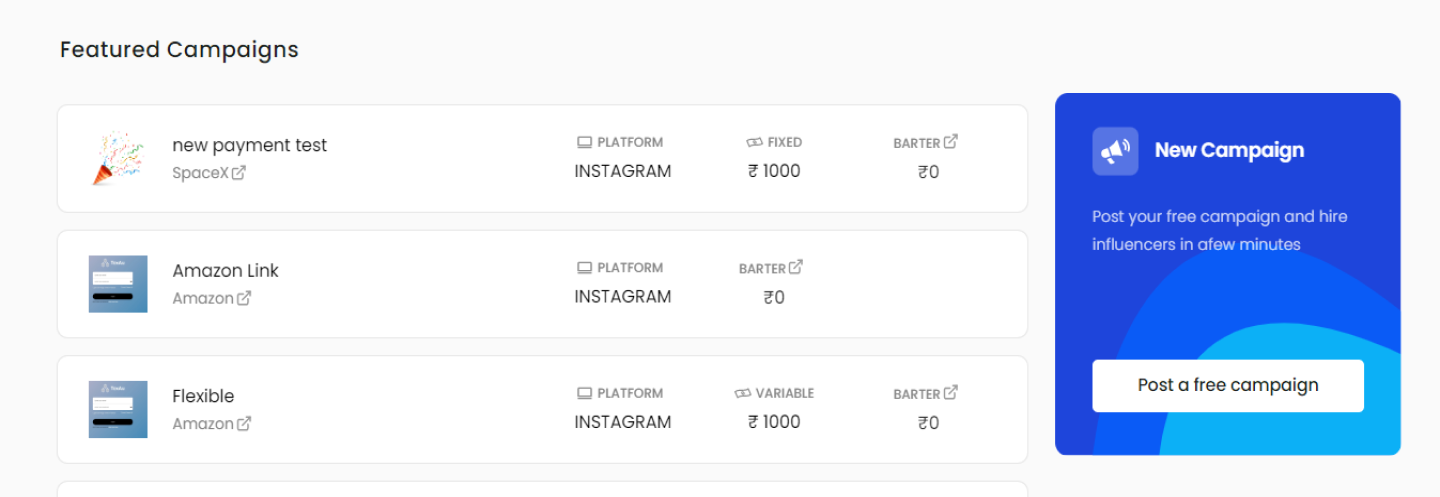 Featured Campaigns
new payment test
SpaceX
PLATFORM
INSTAGRAM
FIXED
₹ 1000
BARTER
₹0
Amazon Link
Amazon
PLATFORM
INSTAGRAM
BARTER
₹0
Flexible
Amazon
PLATFORM
INSTAGRAM
VARIABLE
₹ 1000
BARTER
₹0
New Campaign
Post your free campaign and hire
influencers in afew minutes
Post a free campaign